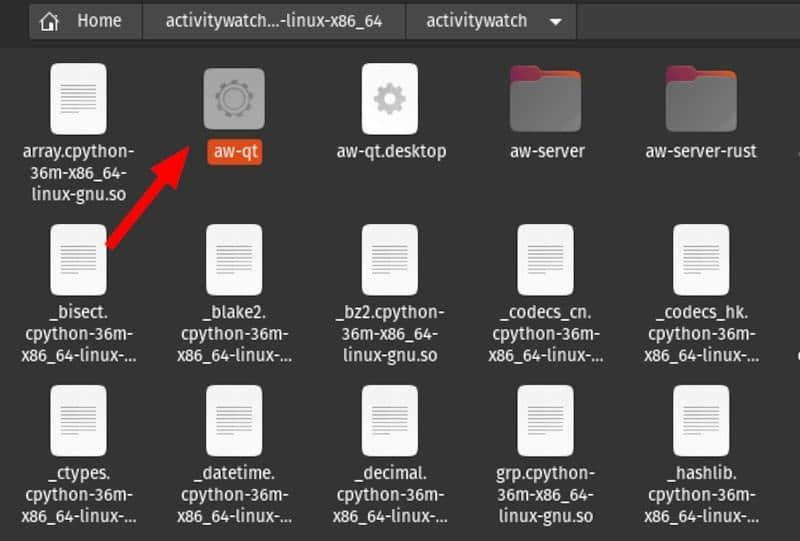 Home
activitywatch...-linux-x86_64
activitywatch
array.cpython-
36m-x86_64-
linux-gnu.so
aw-qt
aw-qt.desktop
aw-server
aw-server-rust
_bisect.
cpython-36m-
x86_64-linux-...
_blake2.
cpython-36m-
x86_64-linux-...
_bz2.cpython-
36m-x86_64-
linux-gnu.so
_codecs_cn.
cpython-36m-
x86_64-linux-...
_codecs_hk.
cpython-36m-
x86_64-linux-...
_ctypes.
cpython-36m-
x86_64-linux-...
_datetime.
cpython-36m-
x86_64-linux-...
_decimal.
cpython-36m-
x86_64-linux-...
grp.cpython-
36m-x86_64-
linux-gnu.so
_hashlib.
cpython-36m-
x86_64-linux-...